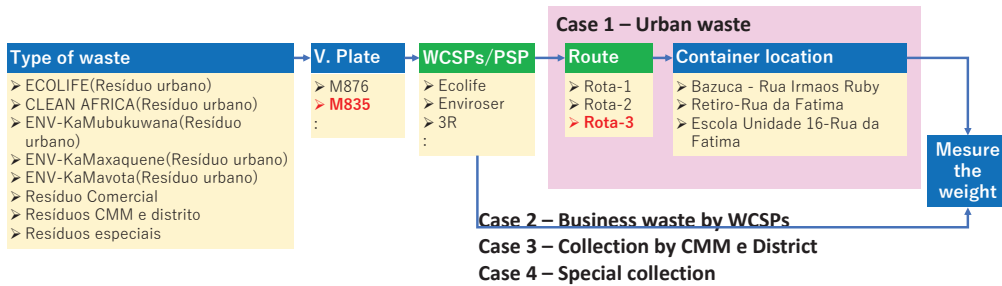 Case 1 – Urban waste
Type of waste
➢ ECOLIFE(Resíduo urbano)
➢ CLEAN AFRICA(Resíduo urbano)
➢ ENV-KaMubukuwana(Resíduo
urbano)
➢ ENV-KaMaxaquene(Resíduo urbano)
➢ ENV-KaMavota(Resíduo urbano)
➢ Resíduo Comercial
➢ Resíduos CMM e distrito
➢ Resíduos especiais
V. Plate
➢ M876
➢ M835
:
WCSPs/PSP
➢ Ecolife
➢ Enviroser
➢ 3R
:
Route
➢ Rota-1
➢ Rota-2
➢ Rota-3
Container location
➢ Bazuca - Rua Irmaos Ruby
➢ Retiro-Rua da Fatima
➢ Escola Unidade 16-Rua da
Fatima
Mesure
the
weight
Case 2 – Business waste by WCSPs
Case 3 – Collection by CMM e District
Case 4 – Special collection